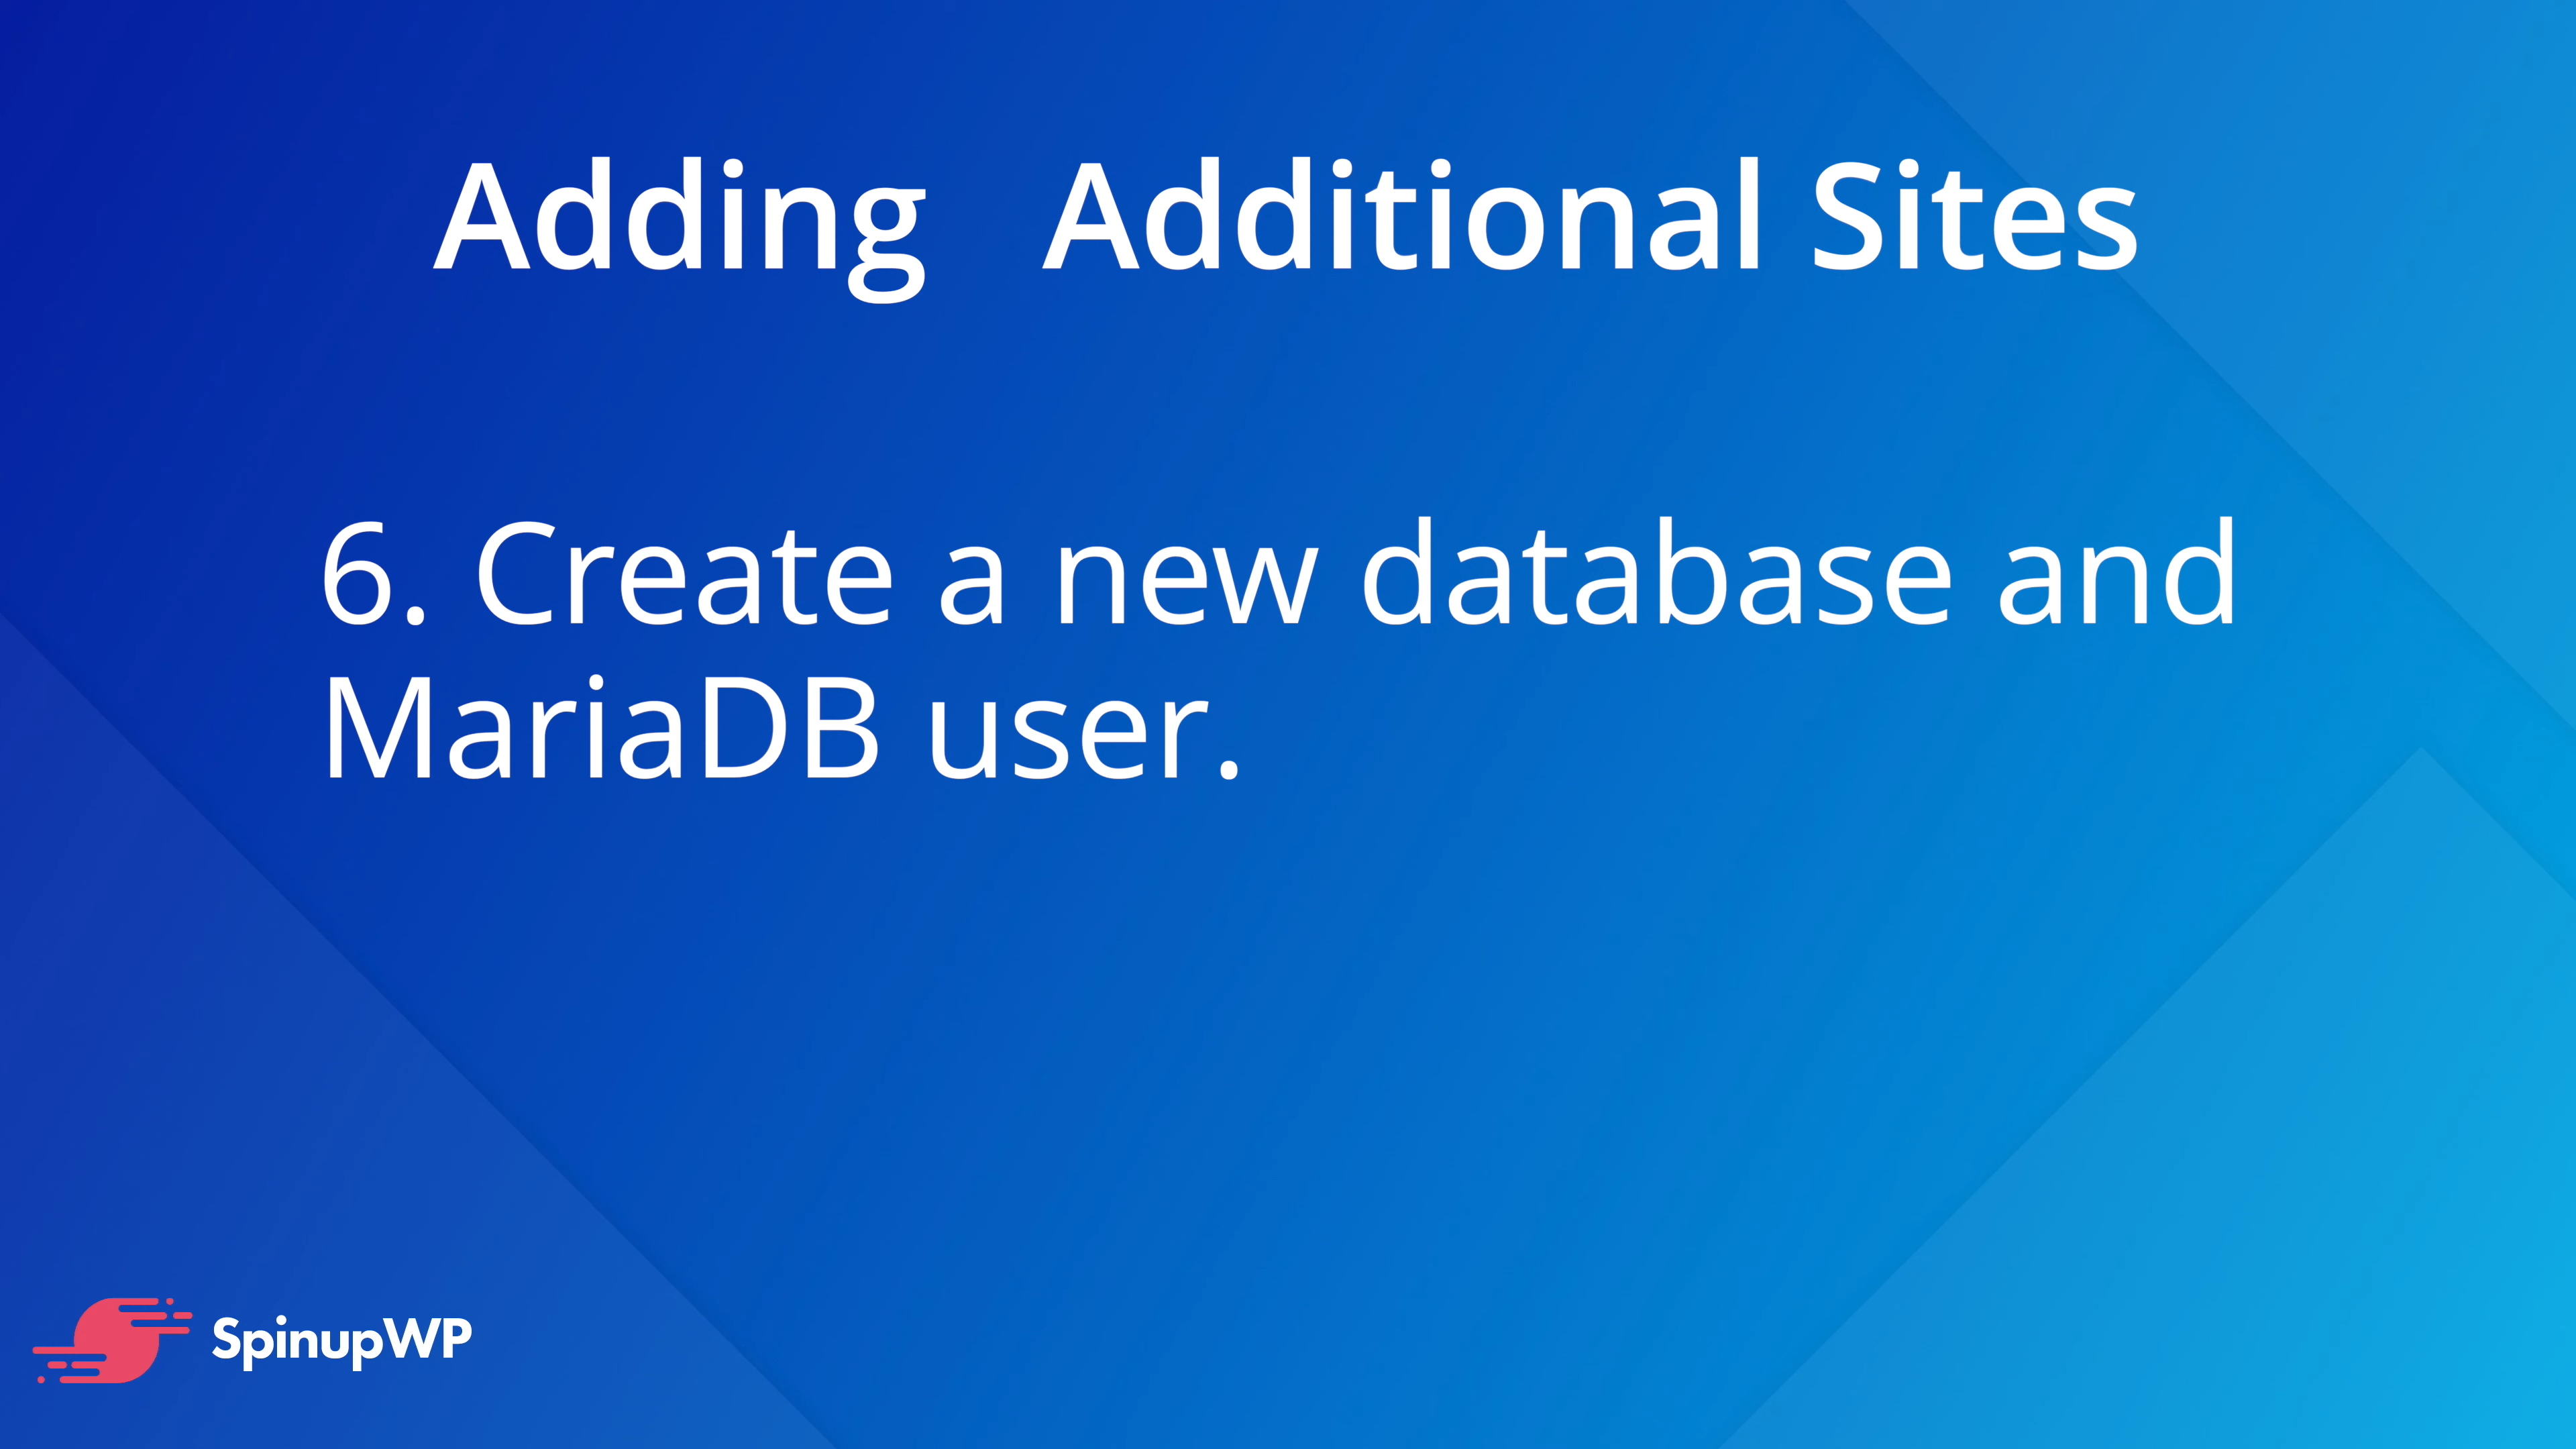 Adding Additional Sites
6. Create a new database and
MariaDB user.
SpinupWP